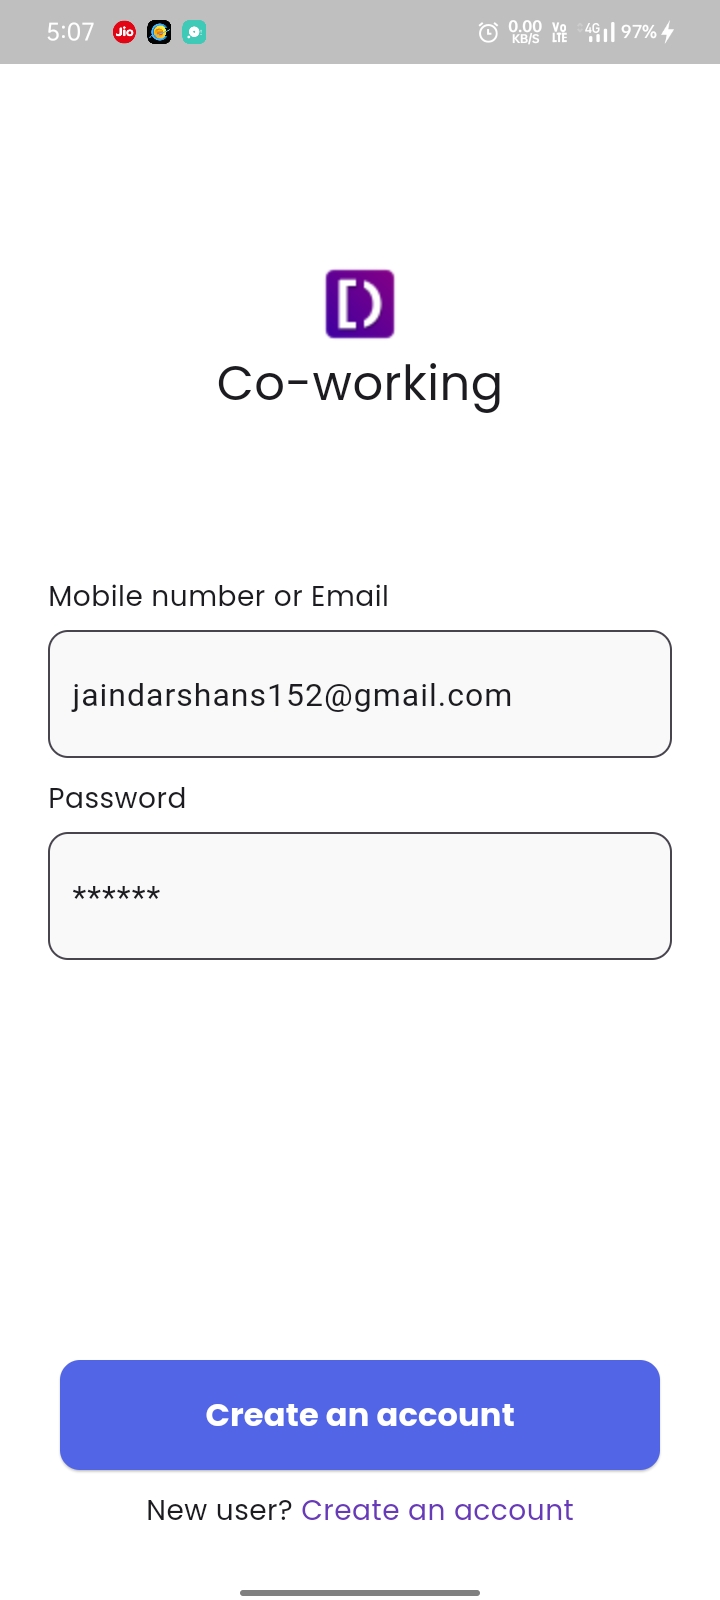 5:07 Jio 0.00 KB/S Vo LTE 4G 97%
Co-working
Mobile number or Email
jaindarshans152@gmail.com
Password
******
Create an account
New user? Create an account